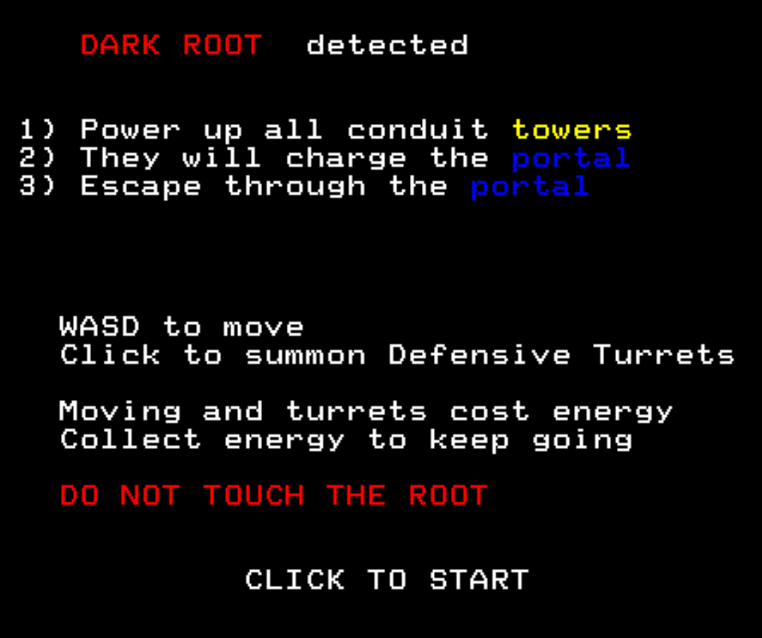 DARK ROOT detected
1) Power up all conduit towers
2) They will charge the portal
3) Escape through the portal
WASD to move
Click to summon Defensive Turrets
Moving and turrets cost energy
Collect energy to keep going
DO NOT TOUCH THE ROOT
CLICK TO START